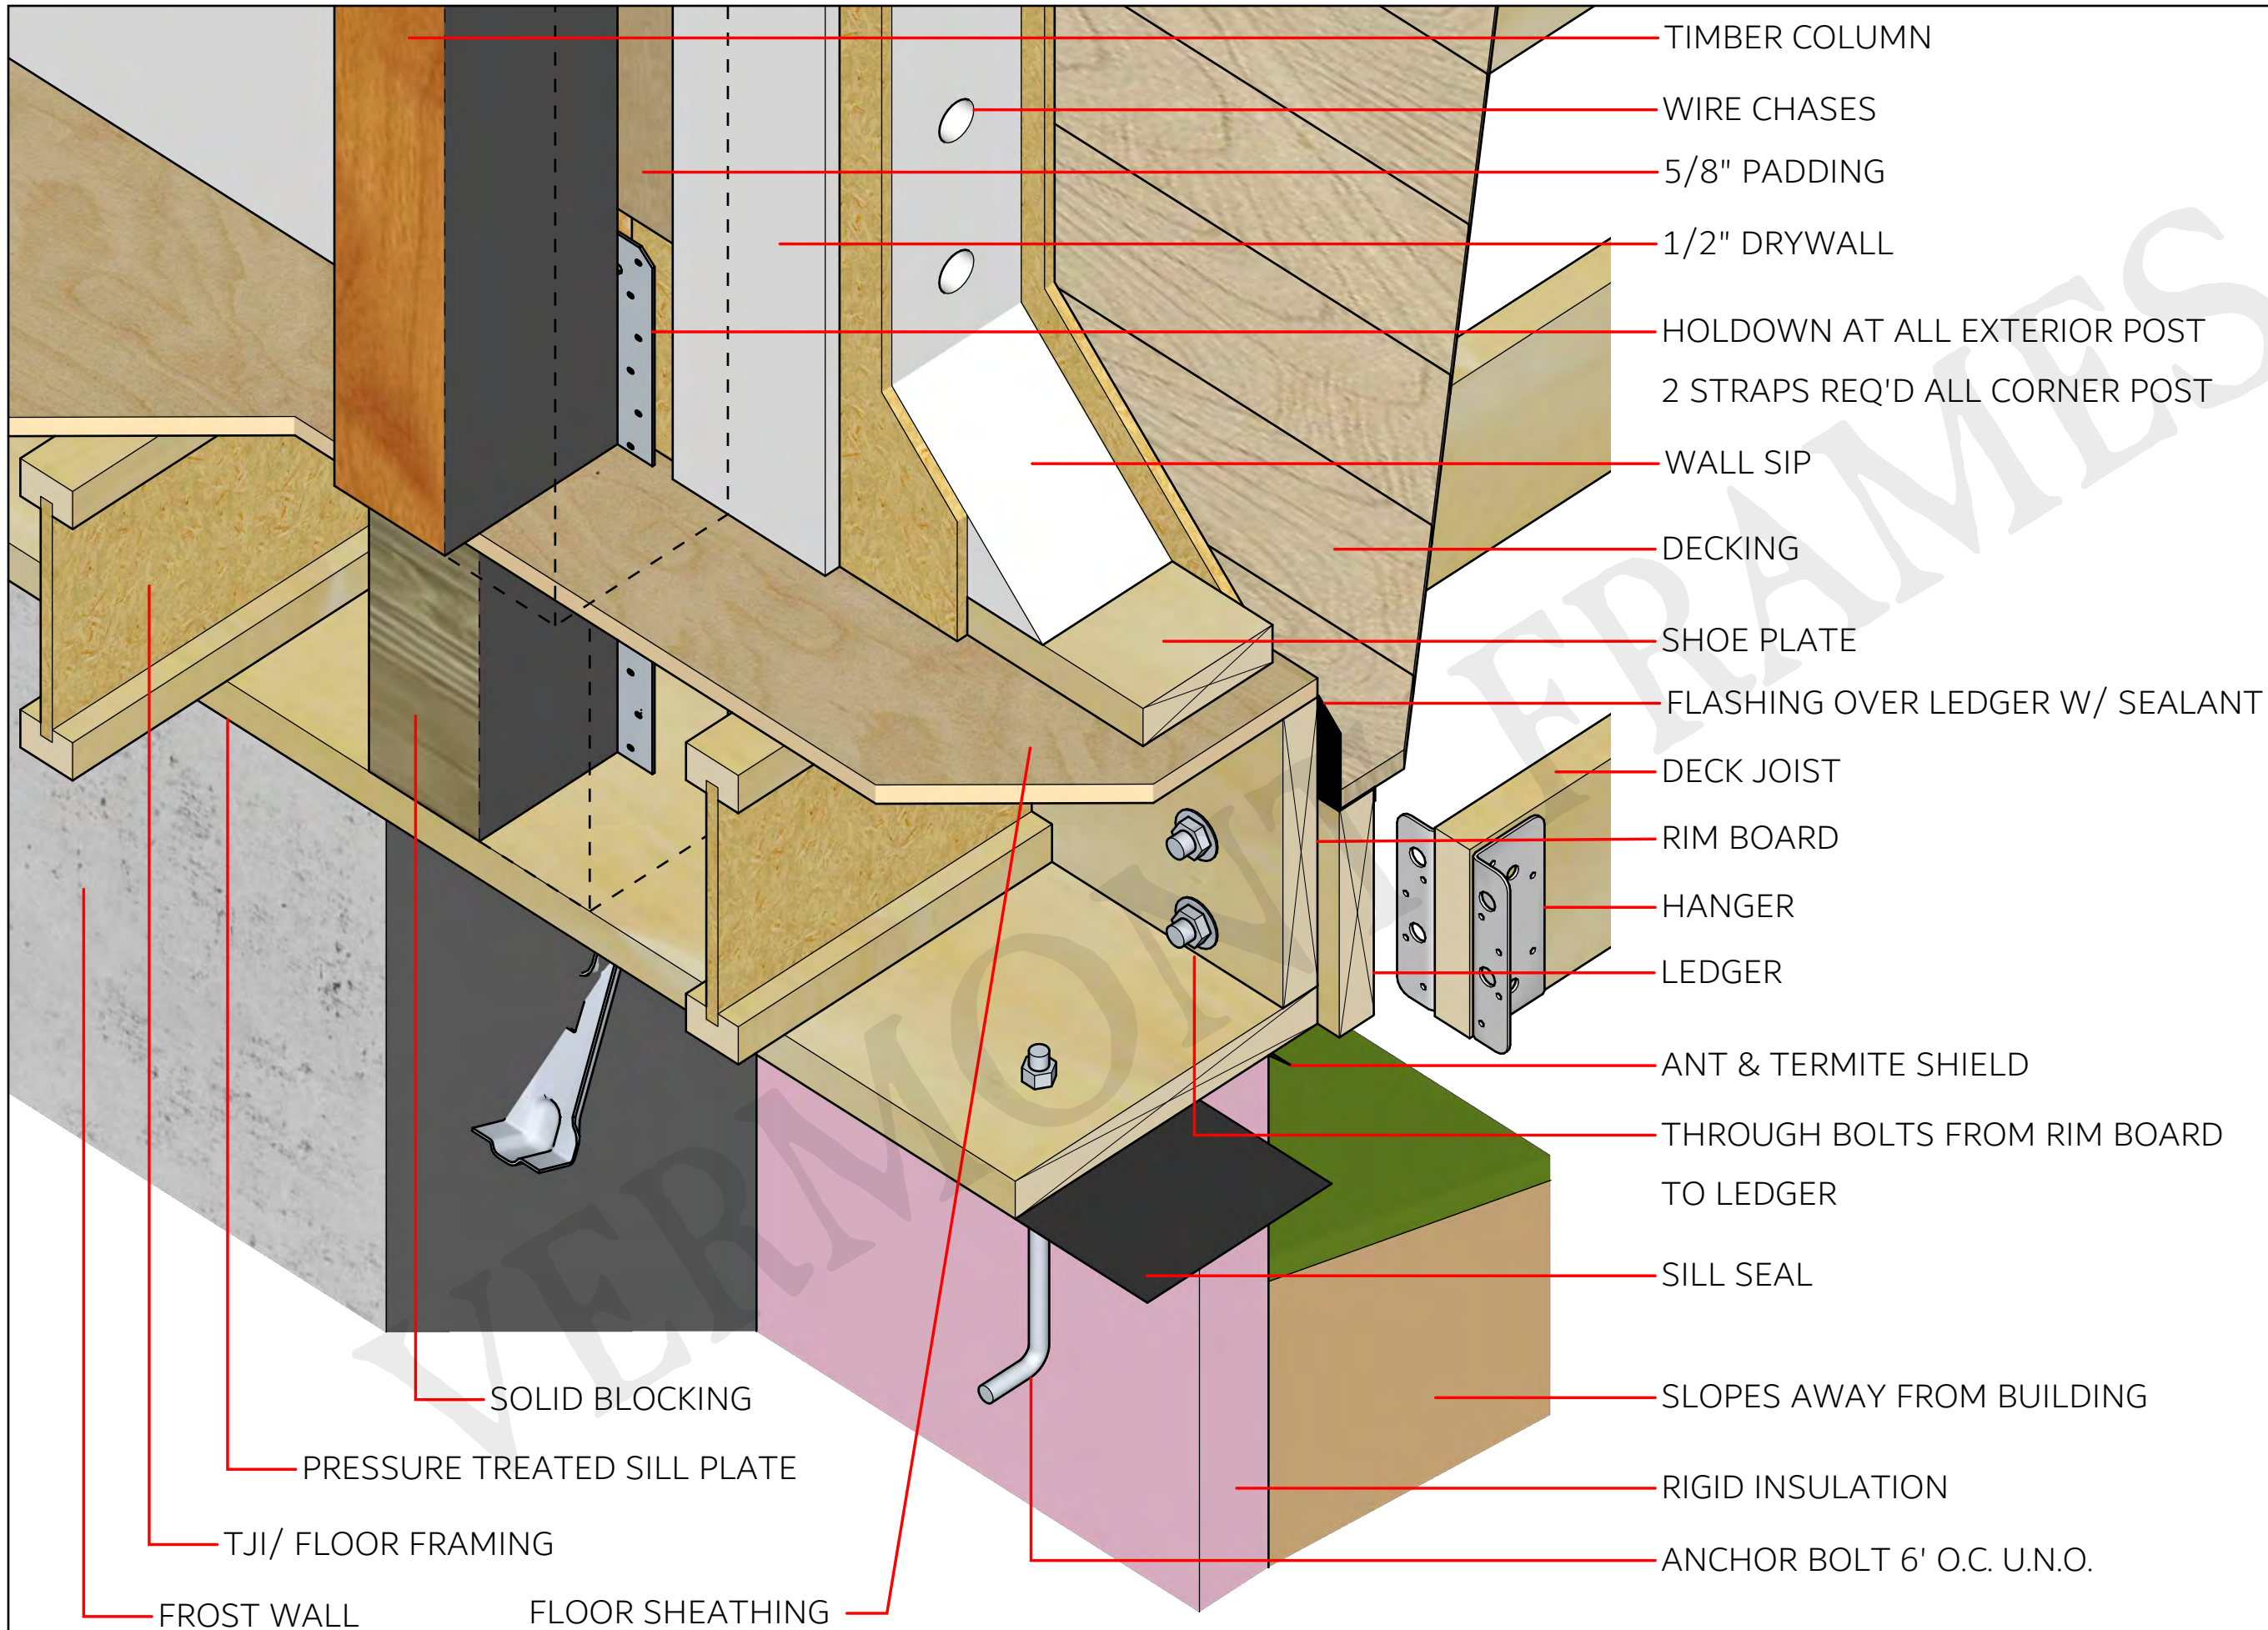 TIMBER COLUMN
WIRE CHASES
5/8" PADDING
1/2" DRYWALL
HOLDOWN AT ALL EXTERIOR POST
2 STRAPS REQ'D ALL CORNER POST
WALL SIP
DECKING
SHOE PLATE
FLASHING OVER LEDGER W/ SEALANT
DECK JOIST
RIM BOARD
HANGER
LEDGER
ANT & TERMITE SHIELD
THROUGH BOLTS FROM RIM BOARD
TO LEDGER
SILL SEAL
SLOPES AWAY FROM BUILDING
RIGID INSULATION
ANCHOR BOLT 6' O.C. U.N.O.
SOLID BLOCKING
PRESSURE TREATED SILL PLATE
TJI/ FLOOR FRAMING
FROST WALL
FLOOR SHEATHING
VERMONT FRAMES